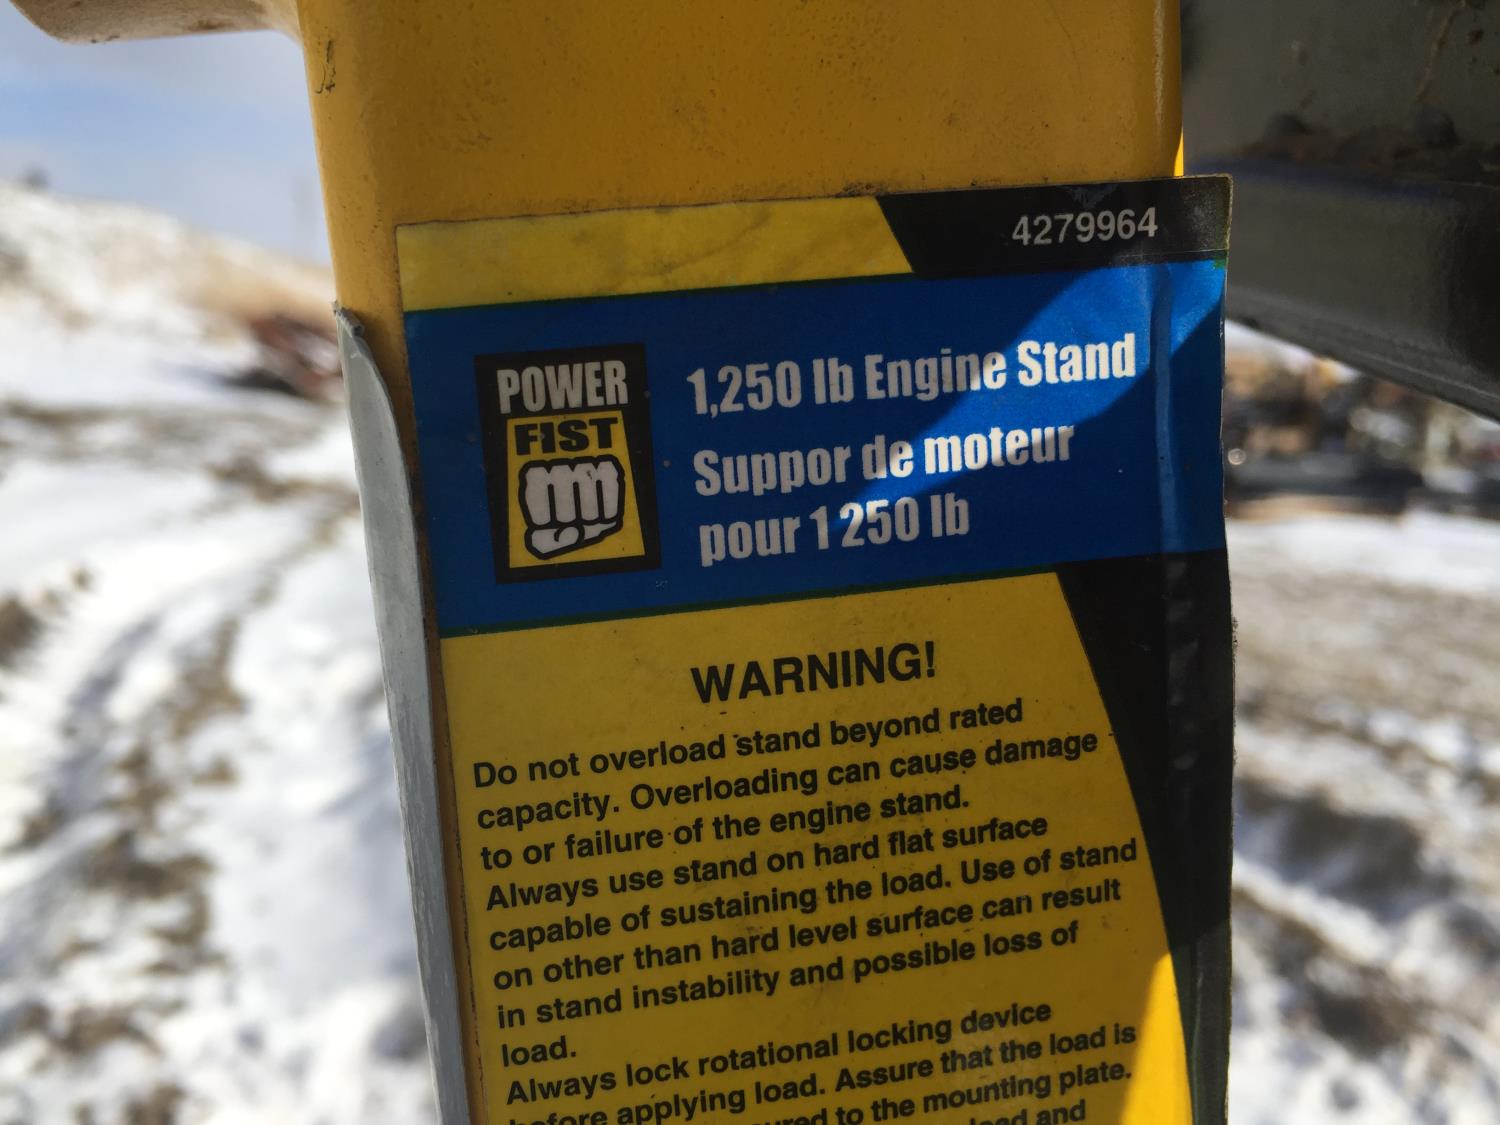 4279964
POWER
FIST
1,250 lb Engine Stand
Suppor de moteur
pour 1 250 lb
WARNING!
Do not overload stand beyond rated
capacity. Overloading can cause damage
to or failure of the engine stand.
Always use stand on hard flat surface
capable of sustaining the load. Use of stand
on other than hard level surface can result
in stand instability and possible loss of
load.
Always lock rotational locking device
before applying load. Assure that the load is
to the mounting plate.
and